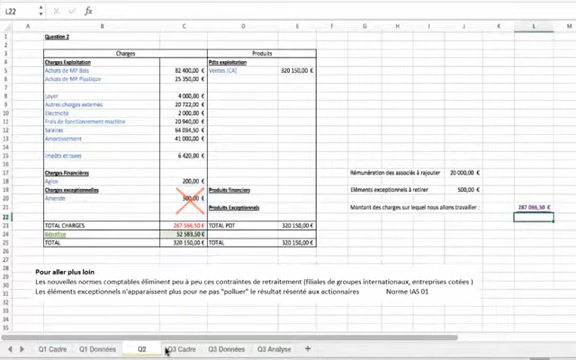 L22
fx
A B C D E F G H I J K L M
Question 2
Charges Produits
Charges Exploitation Pdts exploitation
Achats de MP Bois 82 400,00 € Ventes (CA) 320 150,00 €
Achats de MP Plastique 25 350,00 €
Loyer 4 000,00 €
Autres charges externes 20 722,00 €
Electricité 2 000,00 €
Frais de fonctionnement machine 20 940,00 €
Salaires
Amortissement 41 000,00 €
Impôts et taxes 6 420,00 €
Charges Financières Rémunération des associés à rajouter 20 000,00 €
Agios 200,00 €
Charges exceptionnelles Produits financiers Eléments exceptionnels à retirer 500,00 €
Amende 500,00 €
Produits Exceptionnels Montant des charges sur lequel nous allons travailler : 287 066,50 €
TOTAL CHARGES 267 566,50 € TOTAL PDT 320 150,00 €
Bénéfice 52 583,50 €
TOTAL 320 150,00 € TOTAL 320 150,00 €
Pour aller plus loin
Les nouvelles normes comptables éliminent peu à peu ces contraintes de retraitement (filiales de groupes internationaux, entreprises cotées )
Les éléments exceptionnels n'apparaissent plus pour ne pas "polluer" le résultat résenté aux actionnaires Norme IAS 01
Q1 Cadre Q1 Données Q2 Q3 Cadre Q3 Données Q3 Analyse +